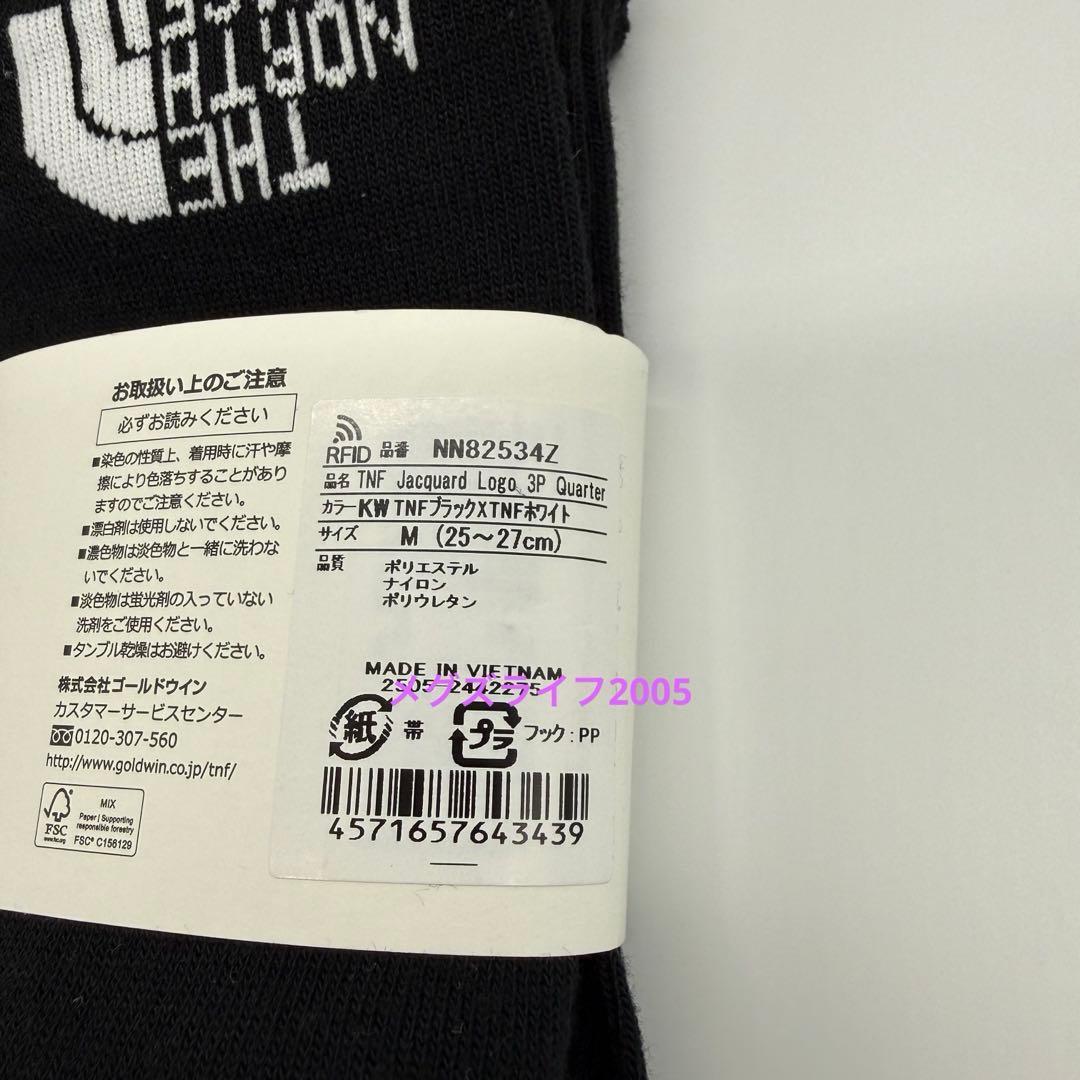 THE
NORTH
FACE
お取扱い上のご注意
必ずお読みください
■染色の性質上、着用時に汗や摩
擦により色落ちすることがあり
ますのでご注意ください。
■漂白剤は使用しないでください。
■濃色物は淡色物と一緒に洗わな
いでください。
■淡色物は蛍光剤の入っていない
洗剤をご使用ください。
■タンブル乾燥はお避けください。
株式会社ゴールドウイン
カスタマーサービスセンター
0120-307-560
http://www.goldwin.co.jp/tnf/
FSC
www.fsc.org
MIX
Paper | Supporting
responsible forestry
FSC® C156129
RFID 品番 NN82534Z
品名 TNF Jacquard Logo 3P Quarter
カラー KW TNFブラックXTNFホワイト
サイズ M (25～27cm)
品質 ポリエステル
ナイロン
ポリウレタン
MADE IN VIETNAM
2505-2442275
メグズライフ2005
紙 帯 プラ フック:PP
4571657643439